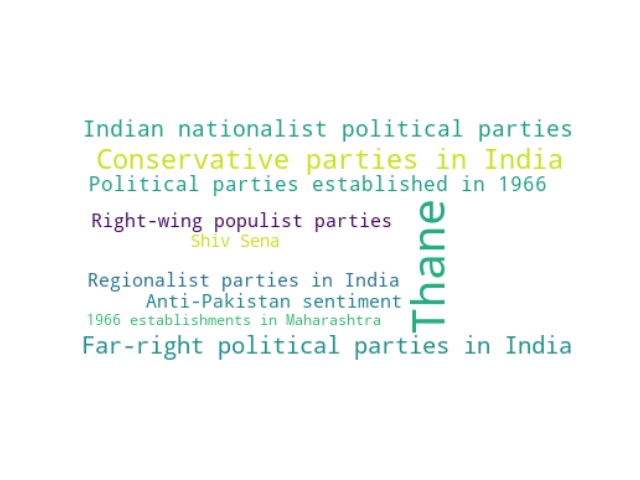 Indian nationalist political parties
Conservative parties in India
Political parties established in 1966
Right-wing populist parties
Shiv Sena
Regionalist parties in India
Anti-Pakistan sentiment
1966 establishments in Maharashtra
Far-right political parties in India
Thane